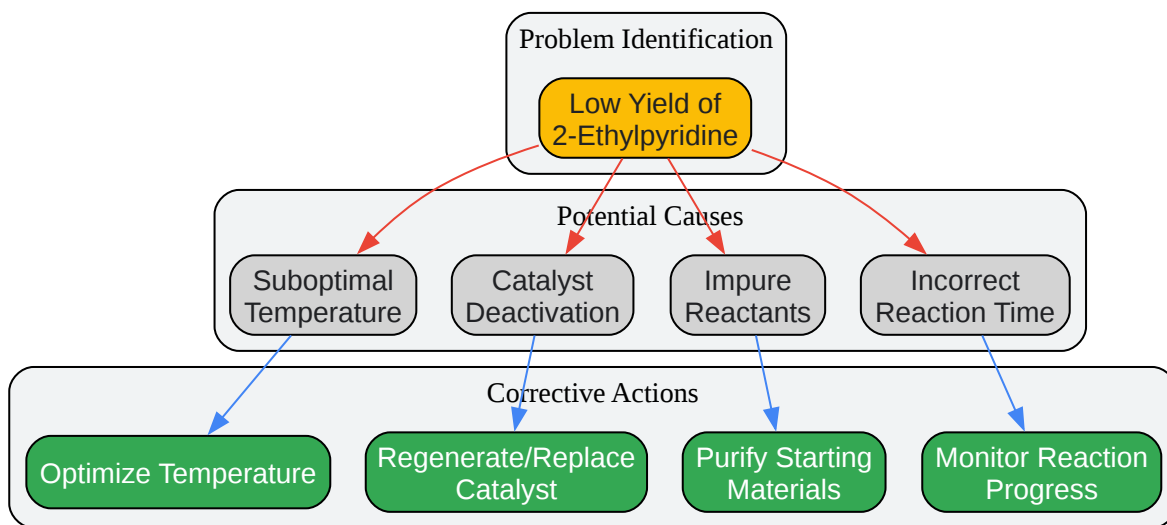 Problem Identification
Low Yield of
2-Ethylpyridine
Potential Causes
Suboptimal
Temperature
Catalyst
Deactivation
Impure
Reactants
Incorrect
Reaction Time
Corrective Actions
Optimize Temperature
Regenerate/Replace
Catalyst
Purify Starting
Materials
Monitor Reaction
Progress